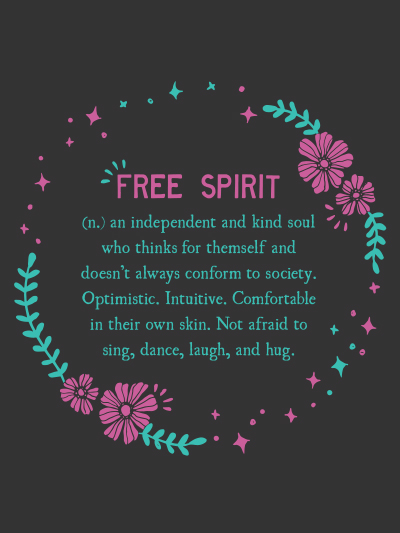 FREE SPIRIT
(n.) an independent and kind soul
who thinks for themself and
doesn't always conform to society.
Optimistic. Intuitive. Comfortable
in their own skin. Not afraid to
sing, dance, laugh, and hug.